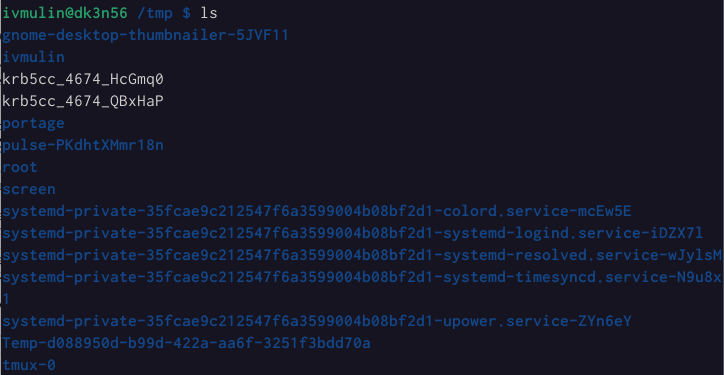 ivmulin@dk3n56 /tmp $ ls
gnome-desktop-thumbnailer-5JVF11
ivmulin
krb5cc_4674_HcGmq0
krb5cc_4674_QBxHaP
portage
pulse-PKdhtXMmr18n
root
screen
systemd-private-35fcae9c212547f6a3599004b08bf2d1-colord.service-mcEw5E
systemd-private-35fcae9c212547f6a3599004b08bf2d1-systemd-logind.service-iDZX7l
systemd-private-35fcae9c212547f6a3599004b08bf2d1-systemd-resolved.service-wJylsM
systemd-private-35fcae9c212547f6a3599004b08bf2d1-systemd-timesyncd.service-N9u8x
1
systemd-private-35fcae9c212547f6a3599004b08bf2d1-upower.service-ZYn6eY
Temp-d088950d-b99d-422a-aa6f-3251f3bdd70a
tmux-0